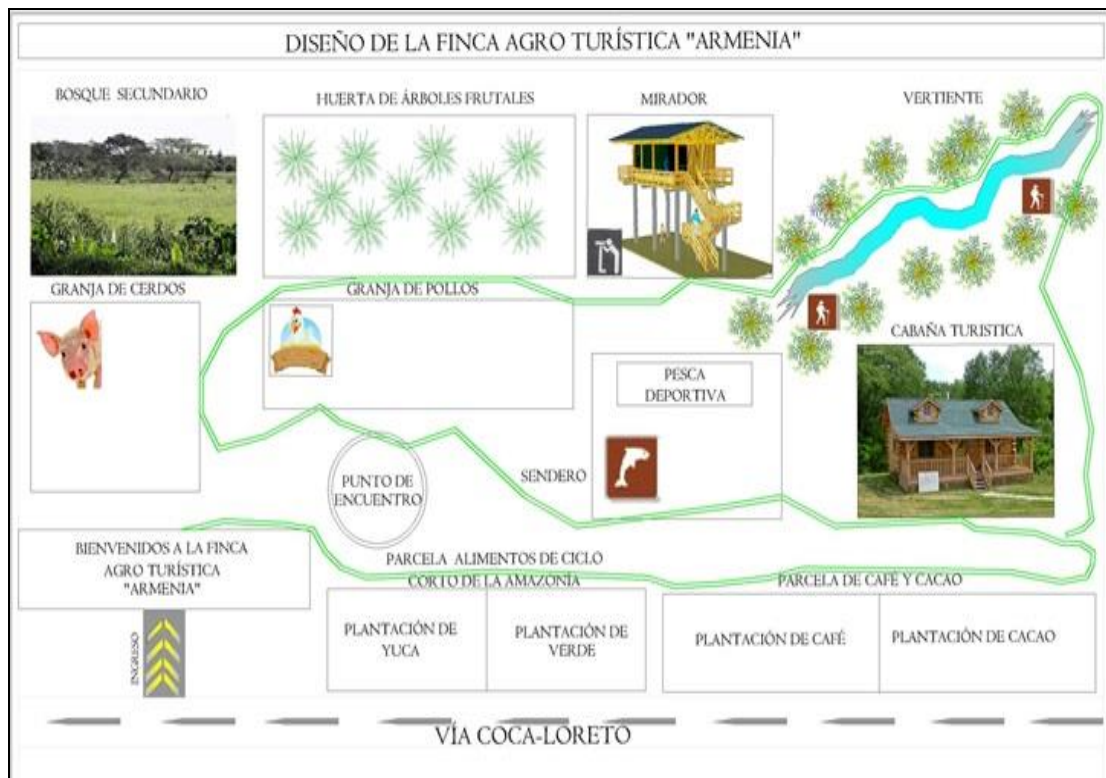 DISEÑO DE LA FINCA AGRO TURÍSTICA "ARMENIA"
BOSQUE SECUNDARIO
HUERTA DE ÁRBOLES FRUTALES
MIRADOR
VERTIENTE
GRANJA DE CERDOS
GRANJA DE POLLOS
CABAÑA TURISTICA
PESCA
DEPORTIVA
SENDERO
PUNTO DE
ENCUENTRO
BIENVENIDOS A LA FINCA
AGRO TURÍSTICA
"ARMENIA"
PARCELA ALIMENTOS DE CICLO
CORTO DE LA AMAZONÍA
PARCELA DE CAFÉ Y CACAO
INGRESO
PLANTACIÓN DE
YUCA
PLANTACIÓN DE
VERDE
PLANTACIÓN DE CAFÉ
PLANTACIÓN DE CACAO
VÍA COCA-LORETO